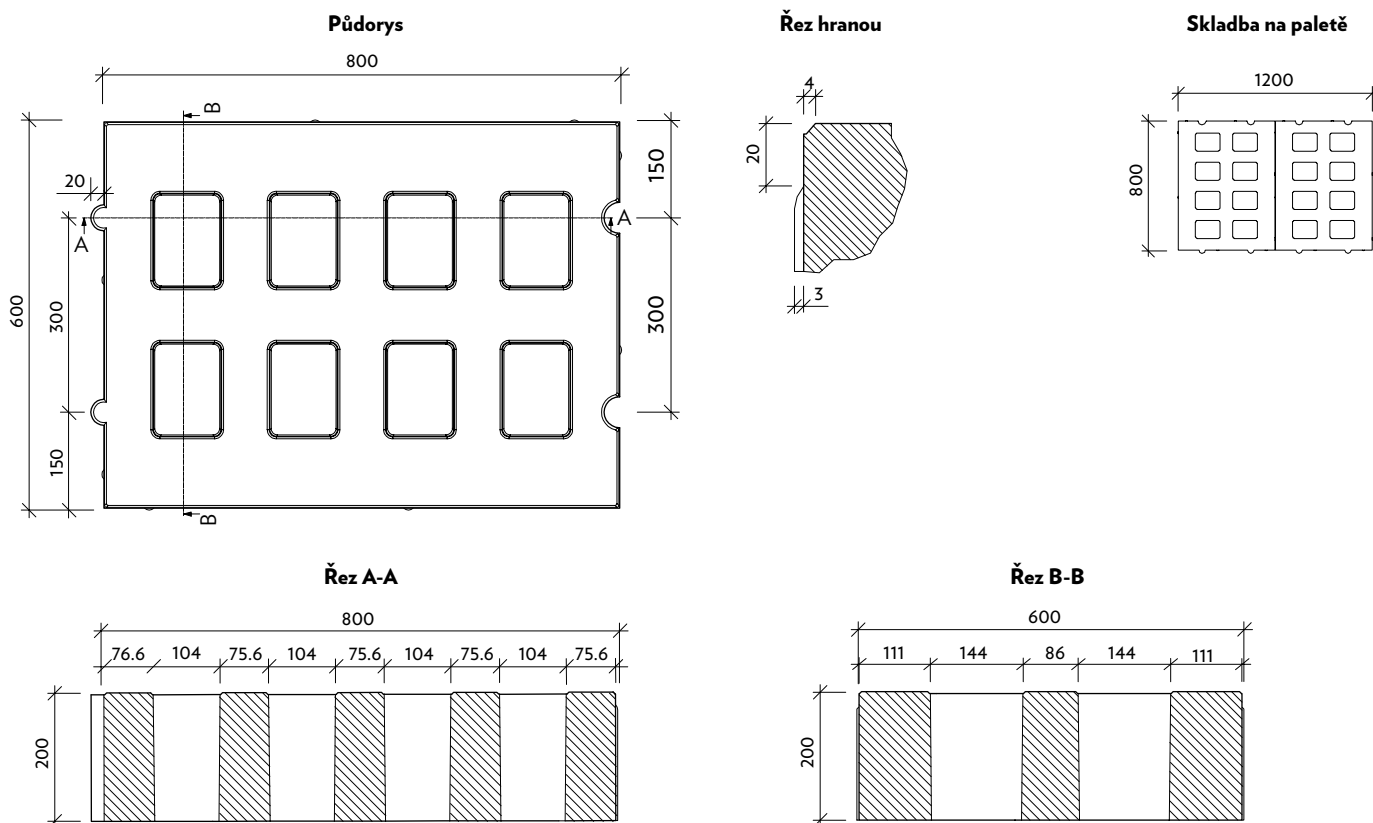 Půdorys
800
B
20
A
A
600
300
150
150
300
B
Řez hranou
4
20
3
Skladba na paletě
1200
800
Řez A-A
800
76.6 104 75.6 104 75.6 104 75.6 104 75.6
200
Řez B-B
600
111 144 86 144 111
200